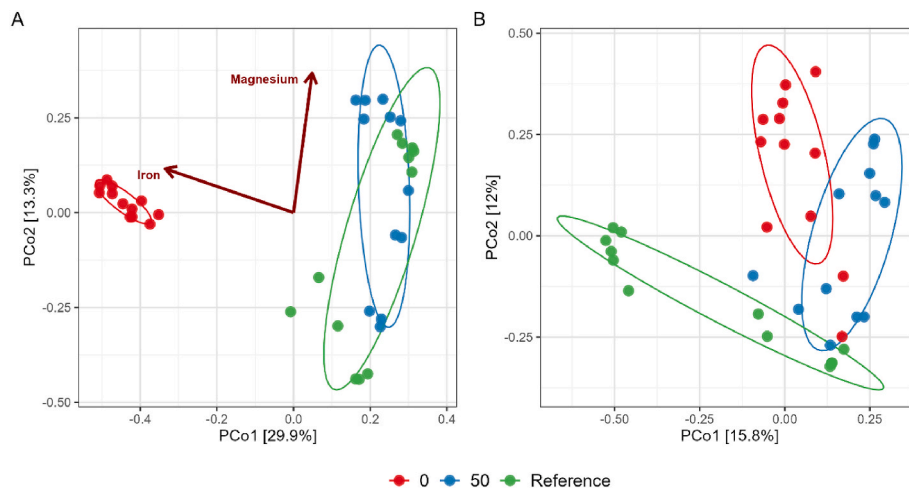 A
B
0.25
0.00
-0.25
-0.50
PCo2 [13.3%]
Magnesium
Iron
-0.4
-0.2
0.0
0.2
0.4
PCo1 [29.9%]
0.50
0.25
0.00
-0.25
PCo2 [12%]
-0.50
-0.25
0.00
0.25
PCo1 [15.8%]
0 50 Reference